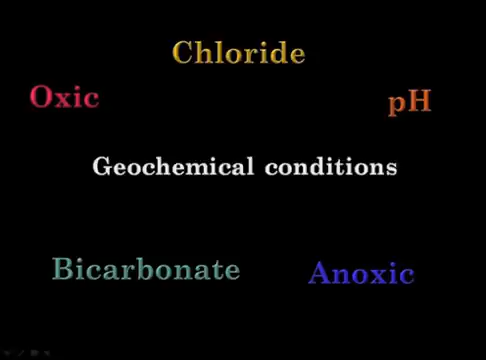 Chloride
Oxic
pH
Geochemical conditions
Bicarbonate
Anoxic